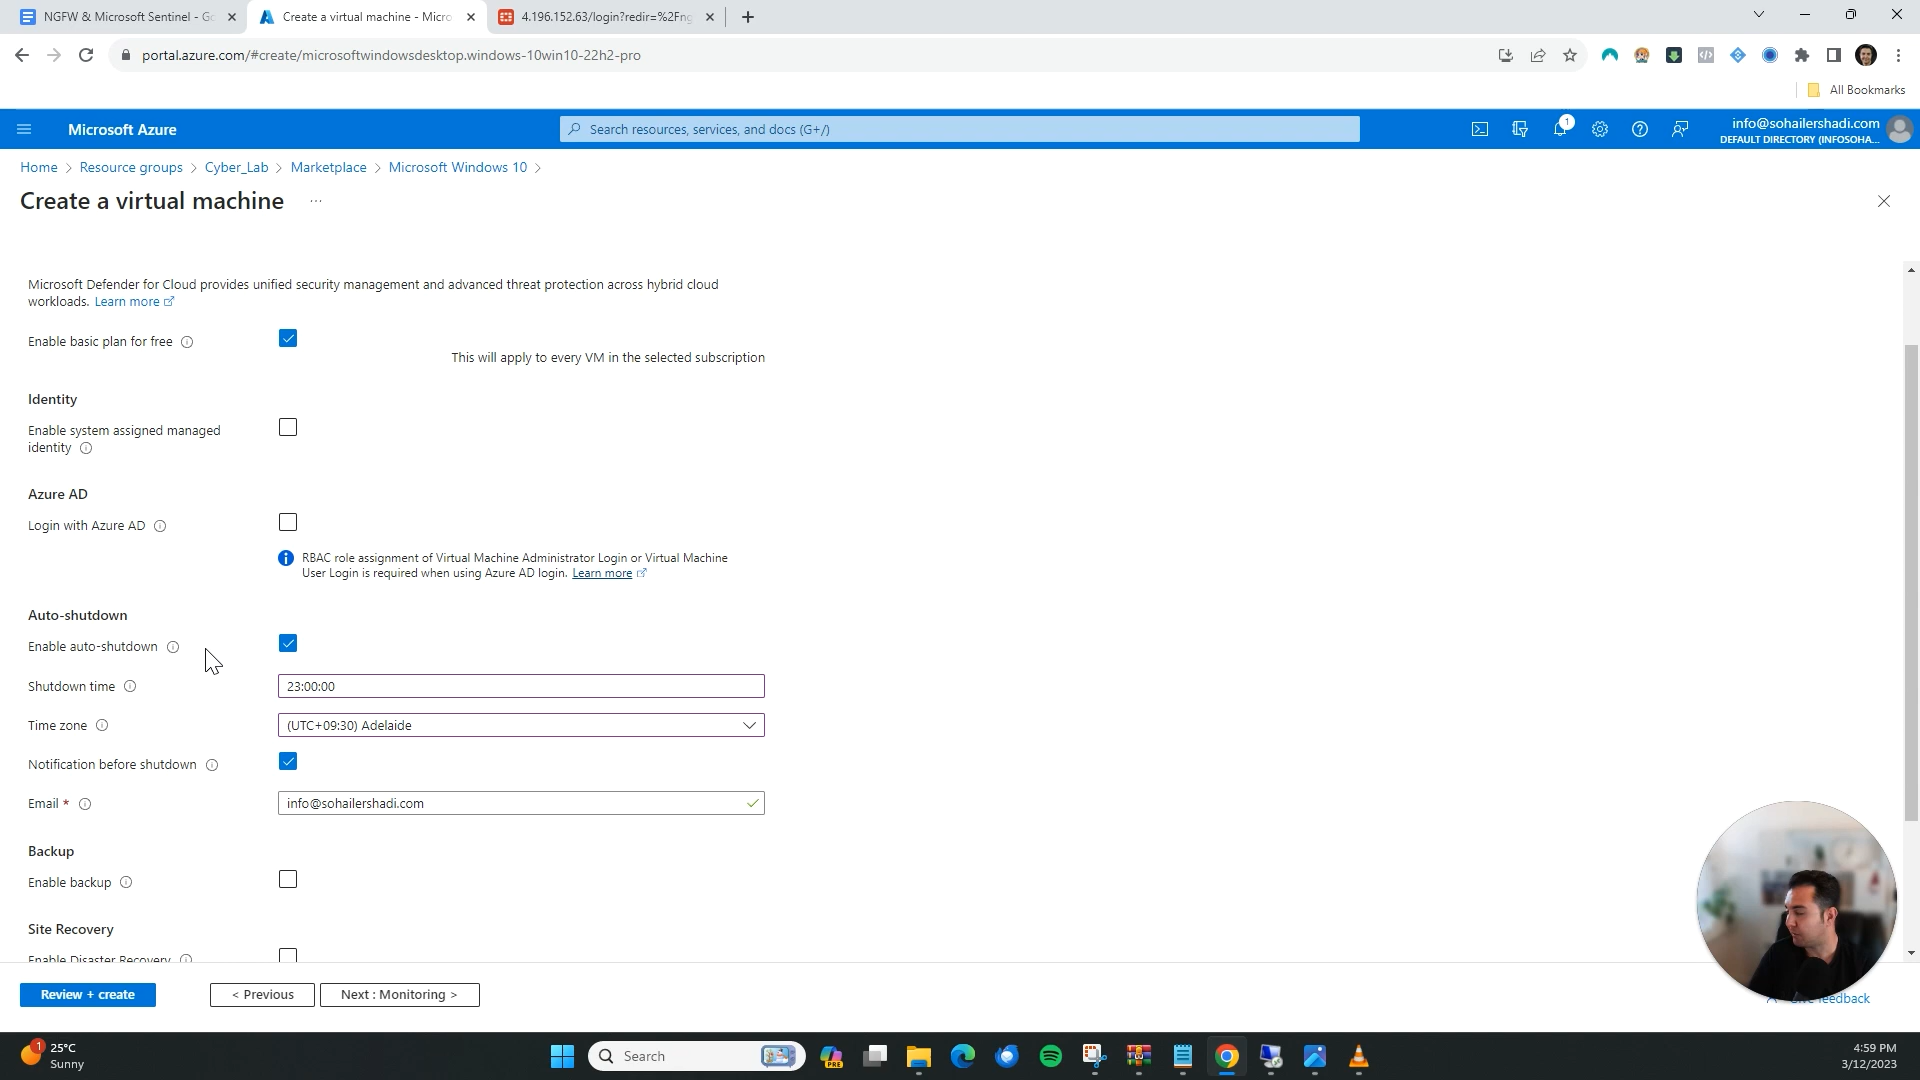 NGFW & Microsoft Sentinel - Go
Create a virtual machine - Micro
4.196.152.63/login?redir=%2Fng
portal.azure.com/#create/microsoftwindowsdesktop.windows-10win10-22h2-pro
All Bookmarks
Microsoft Azure
Search resources, services, and docs (G+/)
1
info@sohailershadi.com
DEFAULT DIRECTORY (INFOSOHA...
Home > Resource groups > Cyber_Lab > Marketplace > Microsoft Windows 10 >
Create a virtual machine ...
Microsoft Defender for Cloud provides unified security management and advanced threat protection across hybrid cloud
workloads. Learn more
Enable basic plan for free
This will apply to every VM in the selected subscription
Identity
Enable system assigned managed
identity
Azure AD
Login with Azure AD
RBAC role assignment of Virtual Machine Administrator Login or Virtual Machine
User Login is required when using Azure AD login. Learn more
Auto-shutdown
Enable auto-shutdown
Shutdown time
23:00:00
Time zone
(UTC+09:30) Adelaide
Notification before shutdown
Email *
info@sohailershadi.com
Backup
Enable backup
Site Recovery
Enable Disaster Recovery
Review + create
< Previous
Next : Monitoring >
feedback
1
25°C
Sunny
Search
PRE
4:59 PM
3/12/2023